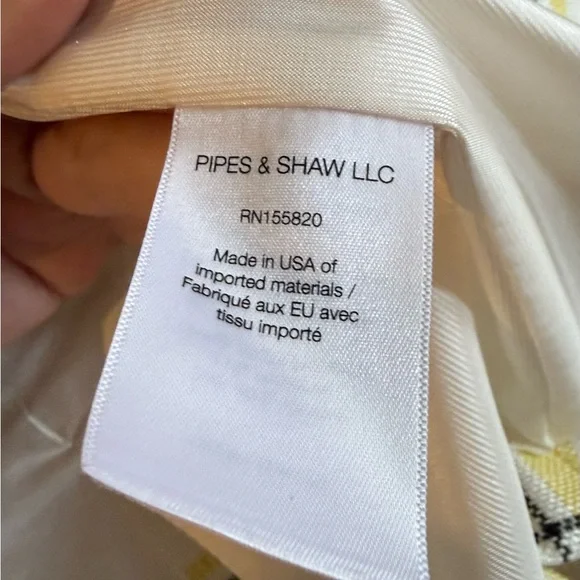 PIPES & SHAW LLC
RN155820
Made in USA of
imported materials /
Fabriqué aux EU avec
tissu importé